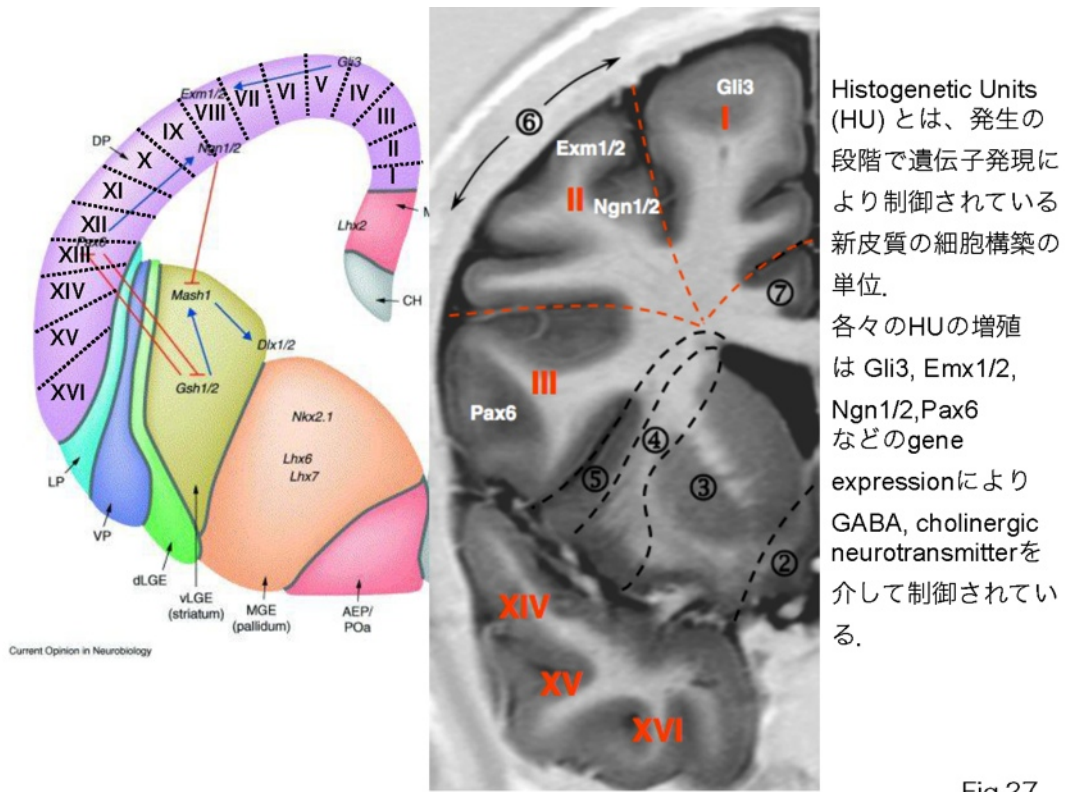 Gli3
Exm1/2
V
VI
VII
VIII
IV
III
II
I
IX
X
XI
XII
XIII
XIV
XV
XVI
DP
Ngn1/2
Pax6
Lhx2
M
CH
Mash1
Dlx1/2
Gsh1/2
Nkx2.1
Lhx6
Lhx7
LP
VP
dLGE
vLGE
(striatum)
MGE
(pallidum)
AEP/
POa
Current Opinion in Neurobiology
⑥
Gli3
I
Exm1/2
II
Ngn1/2
⑦
III
Pax6
④
⑤
③
②
XIV
XV
XVI
Histogenetic Units
(HU) とは、発生の
段階で遺伝子発現に
より制御されている
新皮質の細胞構築の
単位.
各々のHUの増殖
は Gli3, Emx1/2,
Ngn1/2,Pax6
などのgene
expressionにより
GABA, cholinergic
neurotransmitterを
介して制御されてい
る.
Fig 27